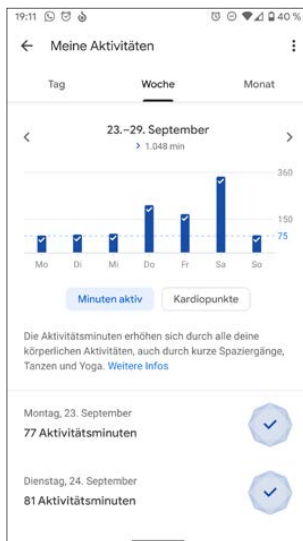 19:11 40 %
Meine Aktivitäten
Tag Woche Monat
23.–29. September
> 1.048 min
360
150
75
Mo Di Mi Do Fr Sa So
Minuten aktiv Kardiopunkte
Die Aktivitätsminuten erhöhen sich durch alle deine
körperlichen Aktivitäten, auch durch kurze Spaziergänge,
Tanzen und Yoga. Weitere Infos
Montag, 23. September
77 Aktivitätsminuten
Dienstag, 24. September
81 Aktivitätsminuten